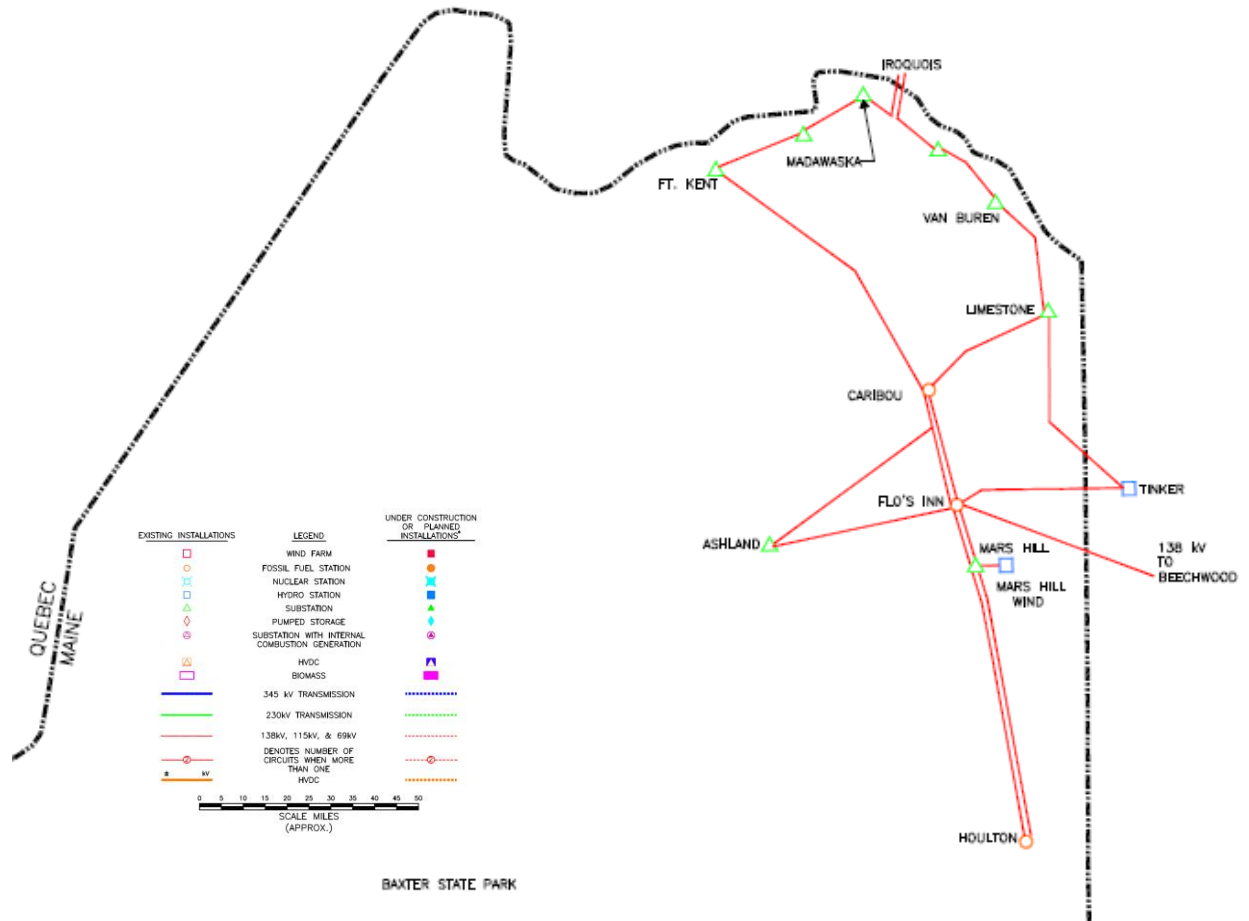 IROQUOIS
MADAWASKA
FT. KENT
VAN BUREN
LIMESTONE
CARIBOU
FLO'S INN
TINKER
ASHLAND
MARS HILL
MARS HILL
WIND
138 kV
TO
BEECHWOOD
HOULTON
QUEBEC
MAINE
EXISTING INSTALLATIONS
LEGEND
UNDER CONSTRUCTION
OR PLANNED
INSTALLATIONS*
WIND FARM
FOSSIL FUEL STATION
NUCLEAR STATION
HYDRO STATION
SUBSTATION
PUMPED STORAGE
SUBSTATION WITH INTERNAL
COMBUSTION GENERATION
HVDC
BIOMASS
345 kV TRANSMISSION
230kV TRANSMISSION
138kV, 115kV, & 69kV
2
DENOTES NUMBER OF
CIRCUITS WHEN MORE
THAN ONE
2
± kV
HVDC
0 5 10 15 20 25 30 35 40 45 50
SCALE MILES
(APPROX.)
BAXTER STATE PARK